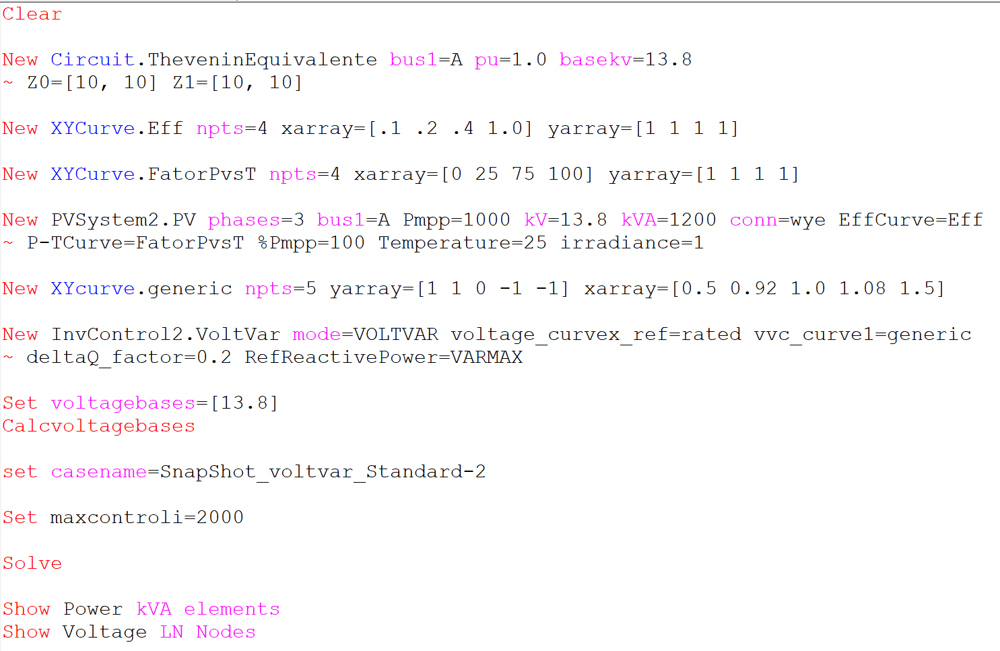 Clear
New Circuit.TheveninEquivalente bus1=A pu=1.0 basekv=13.8
~ Z0=[10, 10] Z1=[10, 10]
New XYCurve.Eff npts=4 xarray=[.1 .2 .4 1.0] yarray=[1 1 1 1]
New XYCurve.FatorPvsT npts=4 xarray=[0 25 75 100] yarray=[1 1 1 1]
New PVSystem2.PV phases=3 bus1=A Pmpp=1000 kV=13.8 kVA=1200 conn=wye EffCurve=Eff
~ P-TCurve=FatorPvsT %Pmpp=100 Temperature=25 irradiance=1
New XYcurve.generic npts=5 yarray=[1 1 0 -1 -1] xarray=[0.5 0.92 1.0 1.08 1.5]
New InvControl2.VoltVar mode=VOLTVAR voltage_curvex_ref=rated vvc_curve1=generic
~ deltaQ_factor=0.2 RefReactivePower=VARMAX
Set voltagebases=[13.8]
Calcvoltagebases
set casename=SnapShot_voltvar_Standard-2
Set maxcontroli=2000
Solve
Show Power kVA elements
Show Voltage LN Nodes